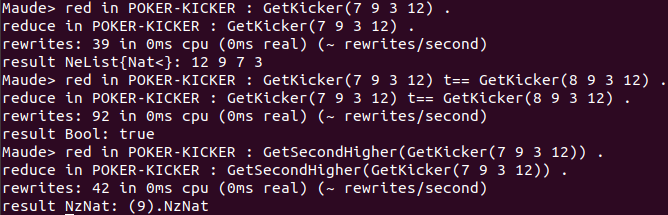 Maude> red in POKER-KICKER : GetKicker(7 9 3 12) .
reduce in POKER-KICKER : GetKicker(7 9 3 12) .
rewrites: 39 in 0ms cpu (0ms real) (~ rewrites/second)
result NeList{Nat<}: 12 9 7 3
Maude> red in POKER-KICKER : GetKicker(7 9 3 12) t== GetKicker(8 9 3 12) .
reduce in POKER-KICKER : GetKicker(7 9 3 12) t== GetKicker(8 9 3 12) .
rewrites: 92 in 0ms cpu (0ms real) (~ rewrites/second)
result Bool: true
Maude> red in POKER-KICKER : GetSecondHigher(GetKicker(7 9 3 12)) .
reduce in POKER-KICKER : GetSecondHigher(GetKicker(7 9 3 12)) .
rewrites: 42 in 0ms cpu (0ms real) (~ rewrites/second)
result NzNat: (9).NzNat